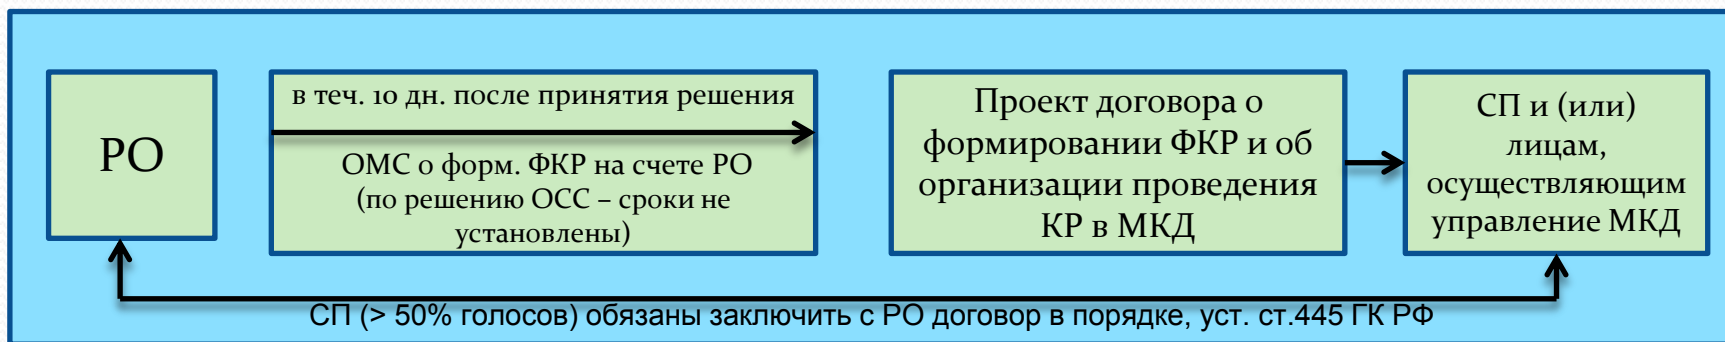 РО
в теч. 10 дн. после принятия решения
ОМС о форм. ФКР на счете РО
(по решению ОСС – сроки не
установлены)
Проект договора о
формировании ФКР и об
организации проведения
КР в МКД
СП и (или)
лицам,
осуществляющим
управление МКД
СП (> 50% голосов) обязаны заключить с РО договор в порядке, уст. ст.445 ГК РФ